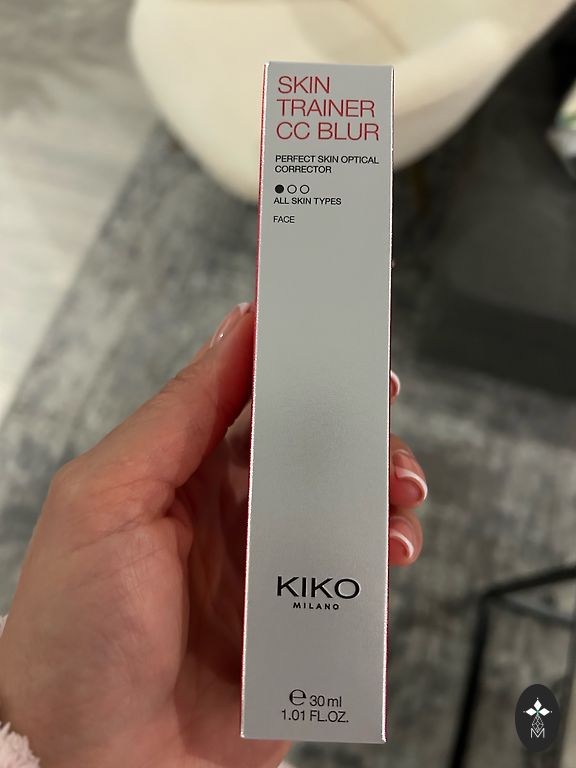 SKIN
TRAINER
CC BLUR
PERFECT SKIN OPTICAL
CORRECTOR
ALL SKIN TYPES
FACE
KIKO
MILANO
℮ 30 ml
1.01 FL.OZ.
M